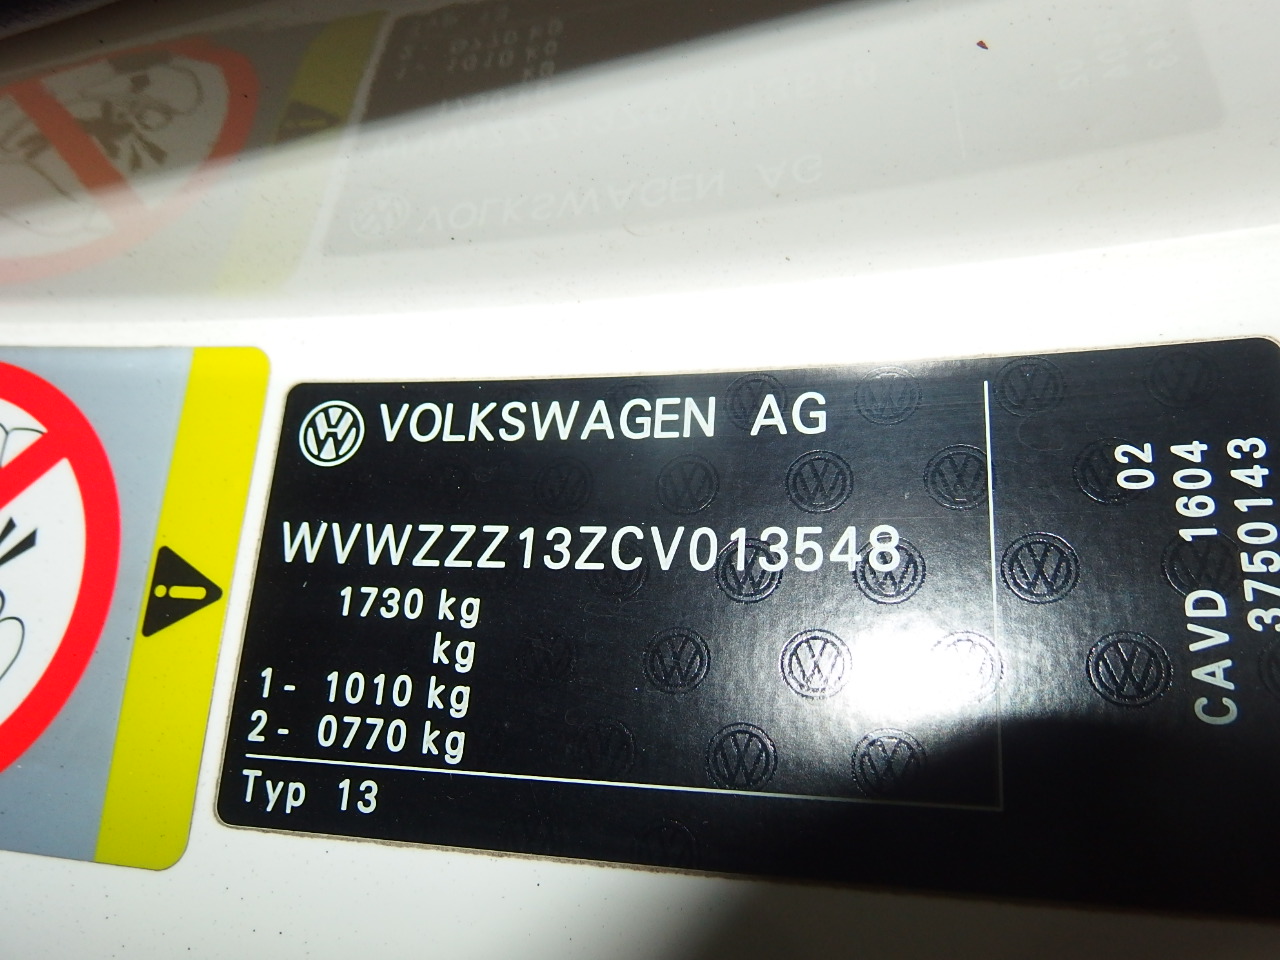 VOLKSWAGEN AG
WVWZZZ13ZCV013548
1730 kg
kg
1- 1010 kg
2- 0770 kg
Typ 13
02
CAVD 1604
3750143